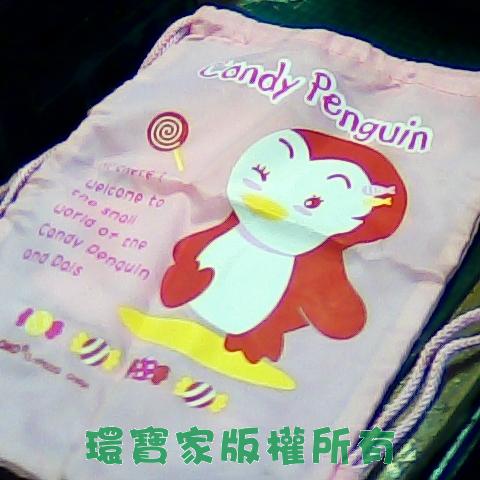 Candy Penguin
Welcome to
the small
world of the
Candy Penguin
and Dals
環寶家版權所有